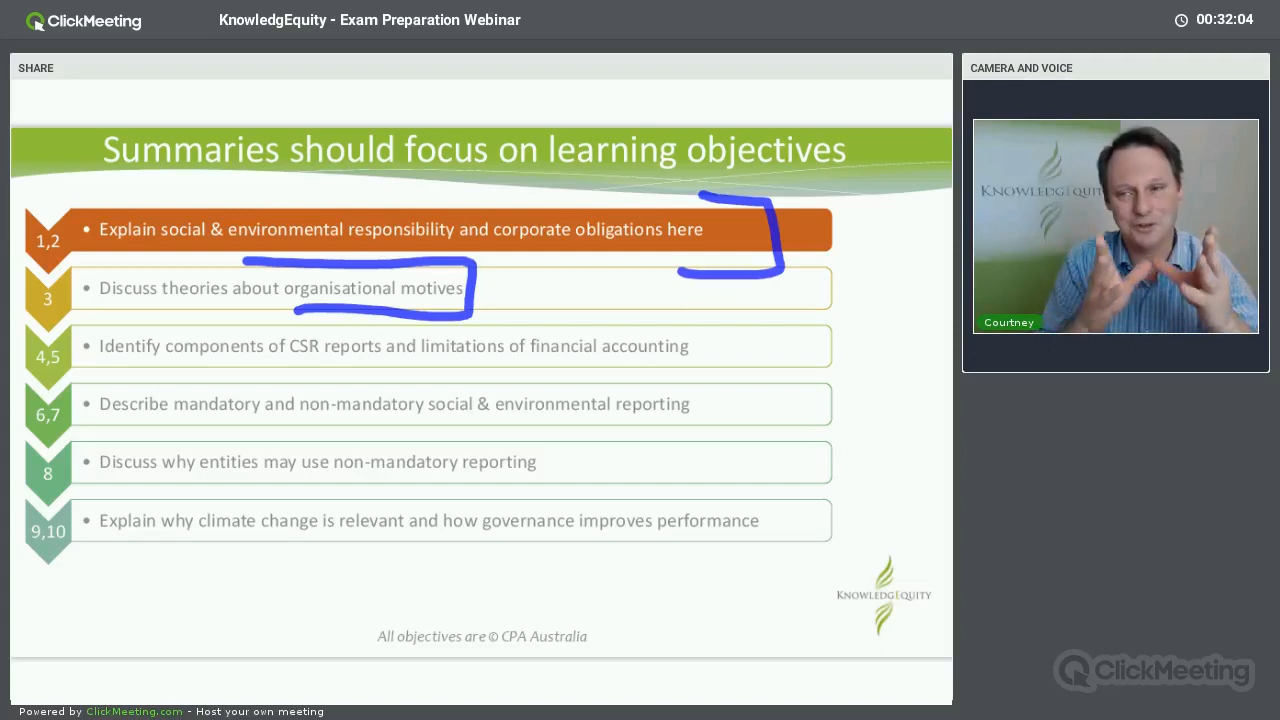 ClickMeeting
KnowledgEquity - Exam Preparation Webinar
00:32:04
SHARE
CAMERA AND VOICE
Summaries should focus on learning objectives
1,2
• Explain social & environmental responsibility and corporate obligations here
3
• Discuss theories about organisational motives
4,5
• Identify components of CSR reports and limitations of financial accounting
6,7
• Describe mandatory and non-mandatory social & environmental reporting
8
• Discuss why entities may use non-mandatory reporting
9,10
• Explain why climate change is relevant and how governance improves performance
KNOWLEDGEQUITY
All objectives are © CPA Australia
KNOWLEDGEQUITY
Courtney
ClickMeeting
Powered by ClickMeeting.com - Host your own meeting